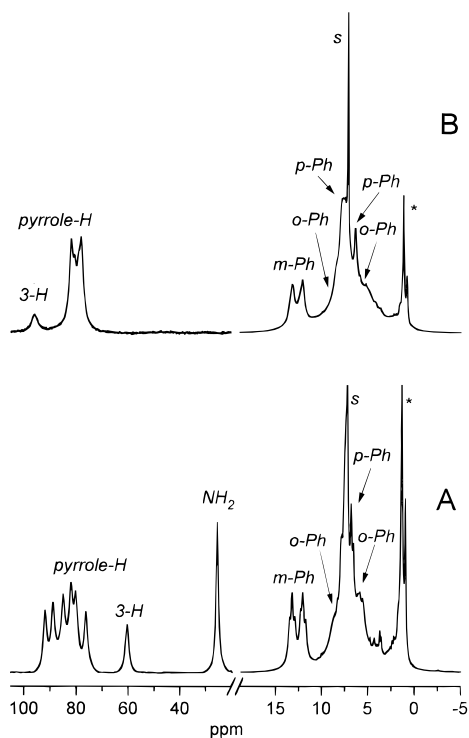 s
B
p-Ph
p-Ph
*
pyrrole-H
o-Ph
o-Ph
m-Ph
3-H
s
*
p-Ph
A
NH2
o-Ph
o-Ph
pyrrole-H
m-Ph
3-H
100 80 60 40 15 10 5 0 -5
ppm